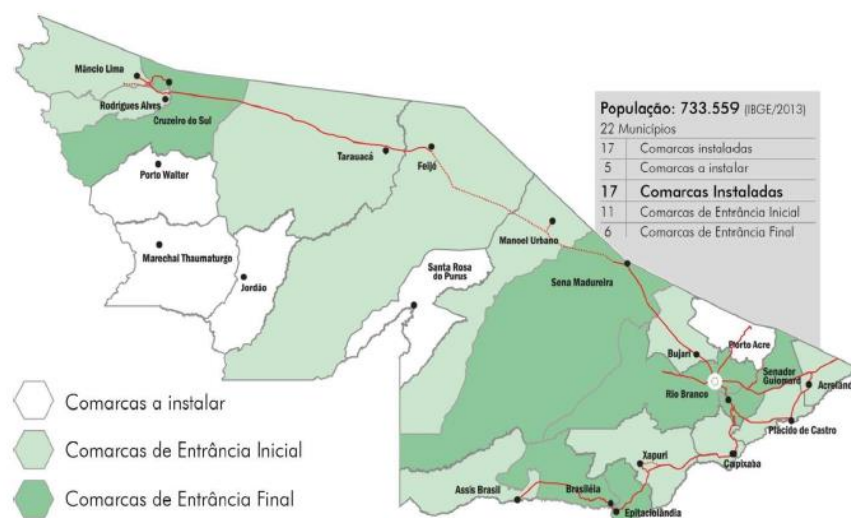 Mâncio Lima
Rodrigues Alves
Cruzeiro do Sul
Porto Walter
Marechal Thaumaturgo
Jordão
Tarauacá
Feijó
Santa Rosa
do Purus
Manoel Urbano
Sena Madureira
Bujari
Porto Acre
Senador
Guiomard
Rio Branco
Acrelând
Plácido de Castro
Capixaba
Xapuri
Assis Brasil
Brasiléia
Epitaciolândia
População: 733.559 (IBGE/2013)
22 Municípios
17 Comarcas instaladas
5 Comarcas a instalar
17 Comarcas Instaladas
11 Comarcas de Entrância Inicial
6 Comarcas de Entrância Final
Comarcas a instalar
Comarcas de Entrância Inicial
Comarcas de Entrância Final